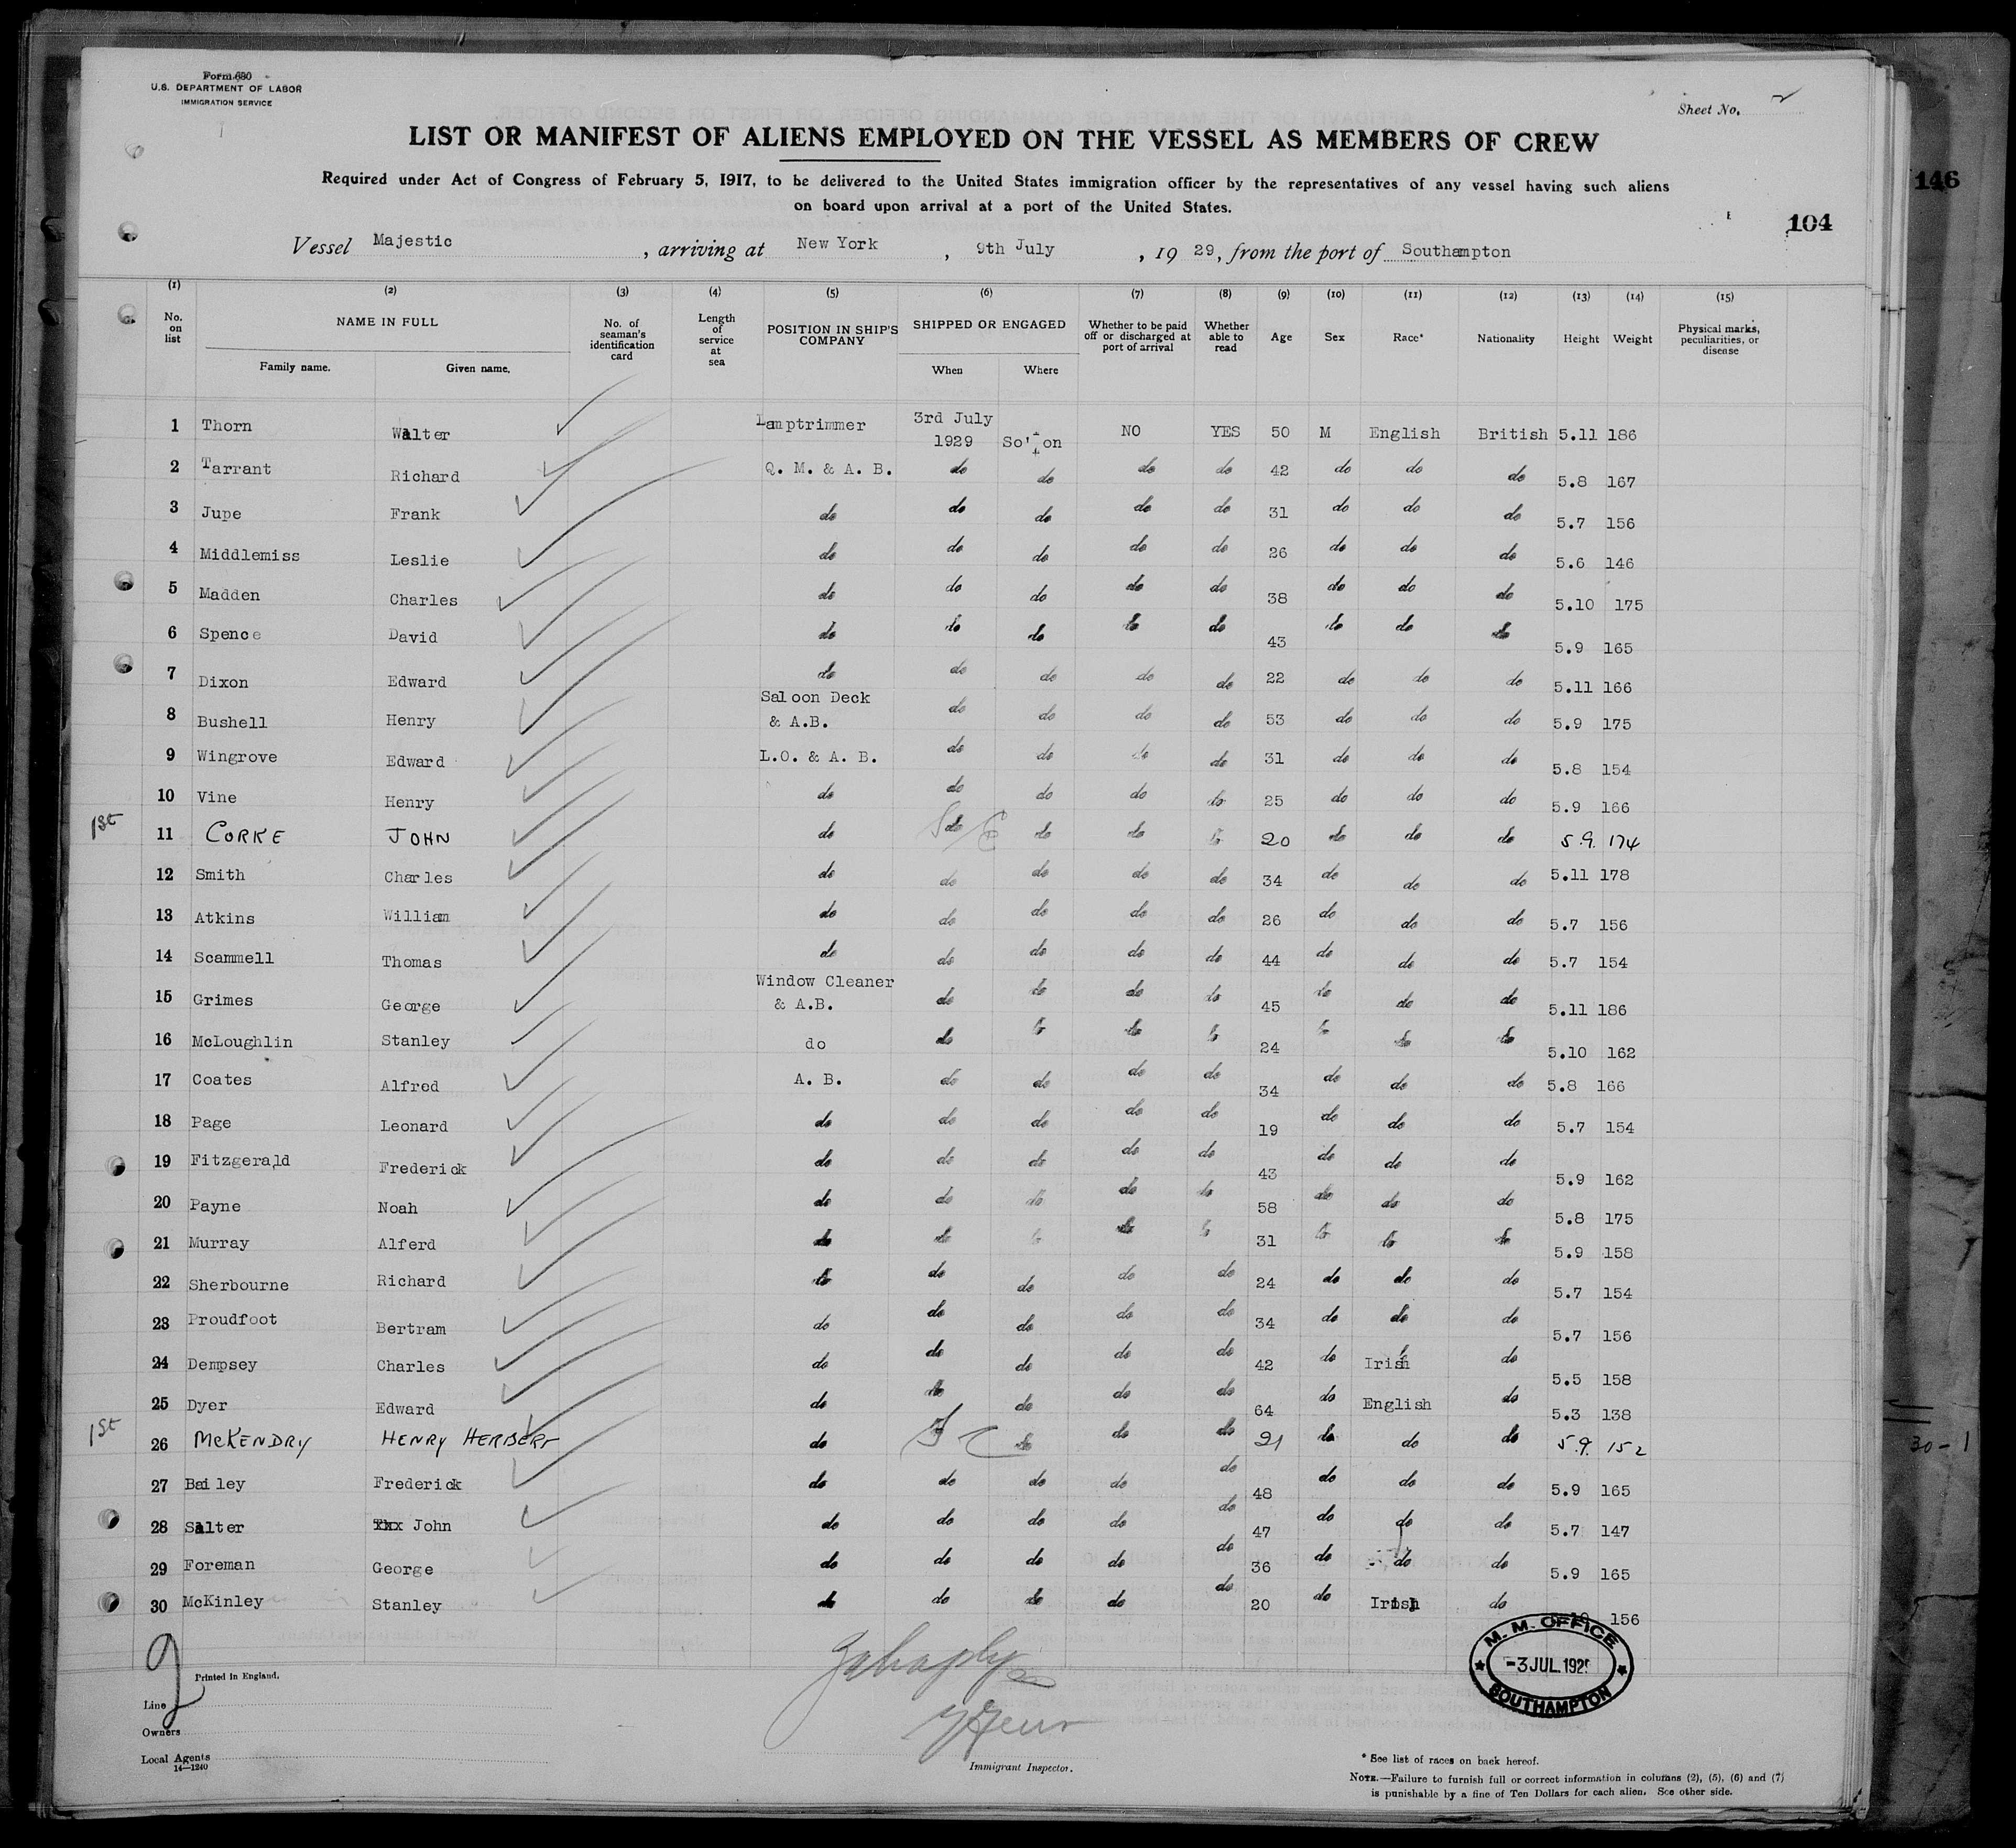 Form 630
U.S. DEPARTMENT OF LABOR
IMMIGRATION SERVICE
Sheet No. 2
LIST OR MANIFEST OF ALIENS EMPLOYED ON THE VESSEL AS MEMBERS OF CREW
Required under Act of Congress of February 5, 1917, to be delivered to the United States immigration officer by the representatives of any vessel having such aliens
on board upon arrival at a port of the United States.
146
104
Vessel Majestic, arriving at New York, 9th July, 19 29, from the port of Southampton
(1) (2) (3) (4) (5) (6) (7) (8) (9) (10) (11) (12) (13) (14) (15)
No. on list NAME IN FULL Family name. Given name. No. of seaman's identification card Length of service at sea POSITION IN SHIP'S COMPANY SHIPPED OR ENGAGED When Where Whether to be paid off or discharged at port of arrival Whether able to read Age Sex Race* Nationality Height Weight Physical marks, peculiarities, or disease
1 Thorn Walter Lamptrimmer 3rd July 1929 So'ton NO YES 50 M English British 5.11 186
2 Tarrant Richard Q. M. & A. B. do do do do 42 do do do 5.8 167
3 Jupe Frank do do do do do 31 do do do 5.7 156
4 Middlemiss Leslie do do do do do 26 do do do 5.6 146
5 Madden Charles do do do do do 38 do do do 5.10 175
6 Spence David do do do do do 43 do do do 5.9 165
7 Dixon Edward do do do do do 22 do do do 5.11 166
8 Bushell Henry Saloon Deck & A.B. do do do do 53 do do do 5.9 175
9 Wingrove Edward L.O. & A. B. do do do do 31 do do do 5.8 154
10 Vine Henry do do do do do 25 do do do 5.9 166
1st 11 CORKE JOHN do do do do do 20 do do do 5.9. 174
12 Smith Charles do do do do do 34 do do do 5.11 178
13 Atkins William do do do do do 26 do do do 5.7 156
14 Scammell Thomas do do do do do 44 do do do 5.7 154
15 Grimes George Window Cleaner & A.B. do do do do 45 do do do 5.11 186
16 McLoughlin Stanley do do do do do 24 do do do 5.10 162
17 Coates Alfred A. B. do do do do 34 do do do 5.8 166
18 Page Leonard do do do do do 19 do do do 5.7 154
19 Fitzgerald Frederick do do do do do 43 do do do 5.9 162
20 Payne Noah do do do do do 58 do do do 5.8 175
21 Murray Alferd do do do do do 31 do do do 5.9 158
22 Sherbourne Richard do do do do do 24 do do do 5.7 154
23 Proudfoot Bertram do do do do do 34 do do do 5.7 156
24 Dempsey Charles do do do do do 42 do Irish do 5.5 158
25 Dyer Edward do do do do do 64 do English do 5.3 138
1st 26 McKENDRY HENRY HERBERT do do do do 21 do do do 5.9. 152
27 Bailey Frederick do do do do do 48 do do do 5.9 165
28 Salter John do do do do do 47 do do do 5.7 147
29 Foreman George do do do do do 36 do do do 5.9 165
30 McKinley Stanley do do do do do 20 do Irish do 156
30-1
M. M. OFFICE
-3 JUL. 192
SOUTHAMPTON
Printed in England.
Line
Owners
Local Agents
14—1240
Immigrant Inspector.
* See list of races on back hereof.
NOTE.—Failure to furnish full or correct information in columns (2), (5), (6) and (7)
is punishable by a fine of Ten Dollars for each alien. See other side.